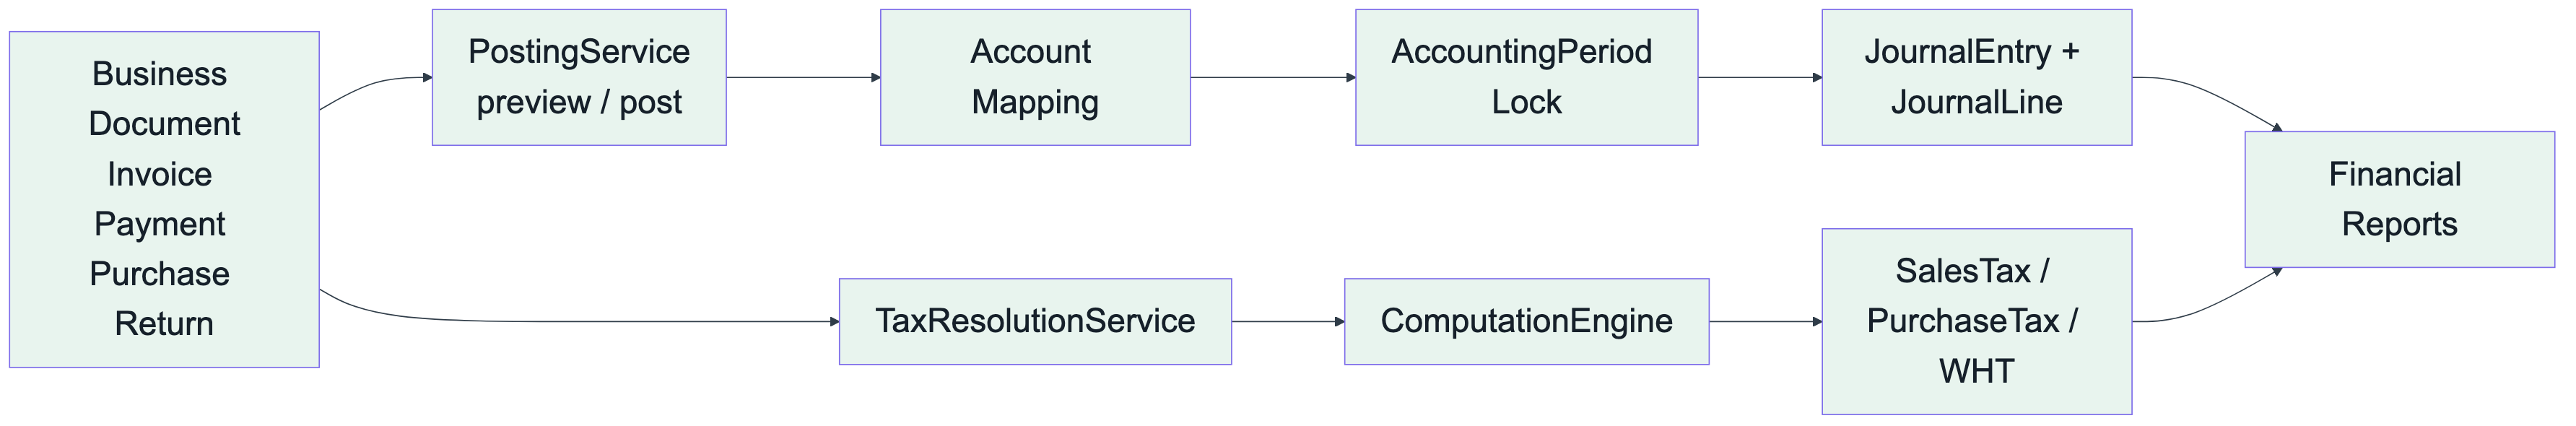 Business
Document
Invoice
Payment
Purchase
Return
PostingService
preview / post
Account
Mapping
AccountingPeriod
Lock
JournalEntry +
JournalLine
TaxResolutionService
ComputationEngine
SalesTax /
PurchaseTax /
WHT
Financial
Reports